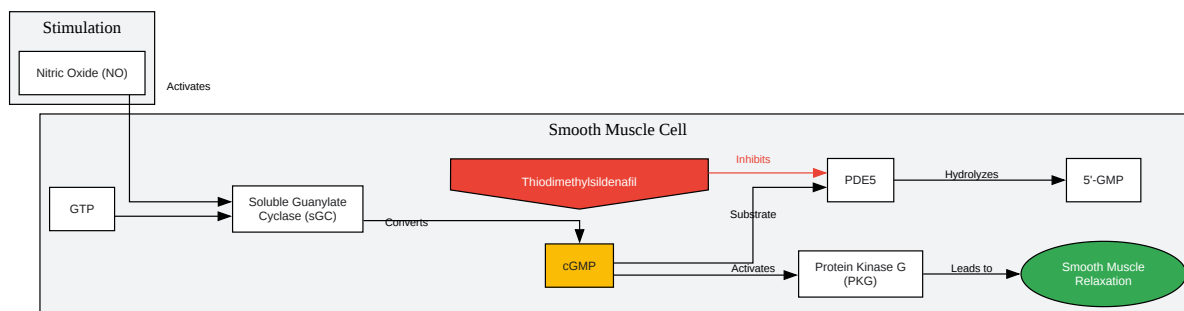 Stimulation
Nitric Oxide (NO)
Activates
Smooth Muscle Cell
Thiodimethylsildenafil
Inhibits
PDE5
Hydrolyzes
5'-GMP
GTP
Soluble Guanylate
Cyclase (sGC)
Converts
Substrate
cGMP
Activates
Protein Kinase G
(PKG)
Leads to
Smooth Muscle
Relaxation